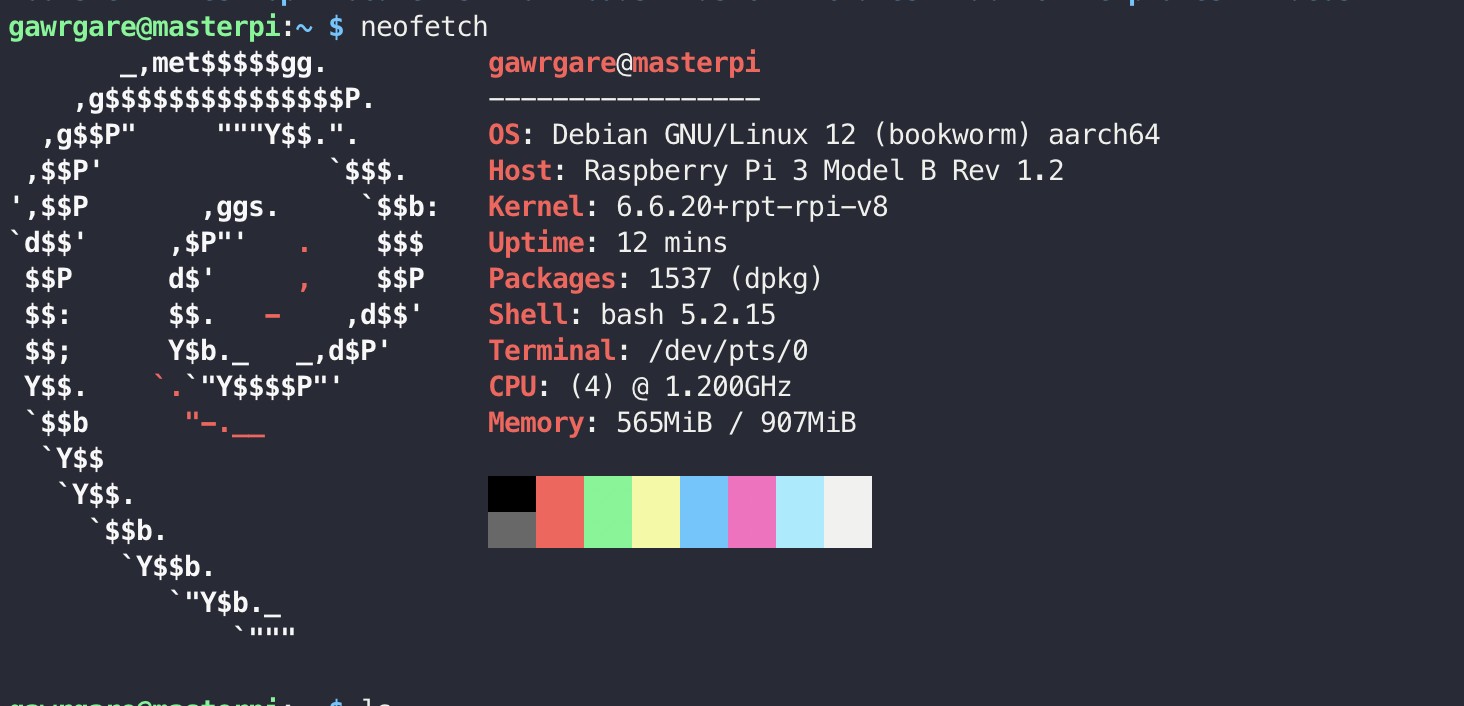 gawrgare@masterpi:~ $ neofetch
       _,met$$$$$gg.          gawrgare@masterpi
    ,g$$$$$$$$$$$$$$$P.       -----------------
  ,g$$P"     """Y$$.".        OS: Debian GNU/Linux 12 (bookworm) aarch64
 ,$$P'              `$$$.     Host: Raspberry Pi 3 Model B Rev 1.2
',$$P       ,ggs.     `$$b:   Kernel: 6.6.20+rpt-rpi-v8
`d$$'     ,$P"'   .    $$$    Uptime: 12 mins
 $$P      d$'     ,    $$P    Packages: 1537 (dpkg)
 $$:      $$.   -    ,d$$'    Shell: bash 5.2.15
 $$;      Y$b._   _,d$P'      Terminal: /dev/pts/0
 Y$$.    `.`"Y$$$$P"'         CPU: (4) @ 1.200GHz
 `$$b      "-.__              Memory: 565MiB / 907MiB
  `Y$$
   `Y$$.
     `$$b.
       `Y$$b.
          `"Y$b._
              `"""
gawrgare@masterpi:~ $